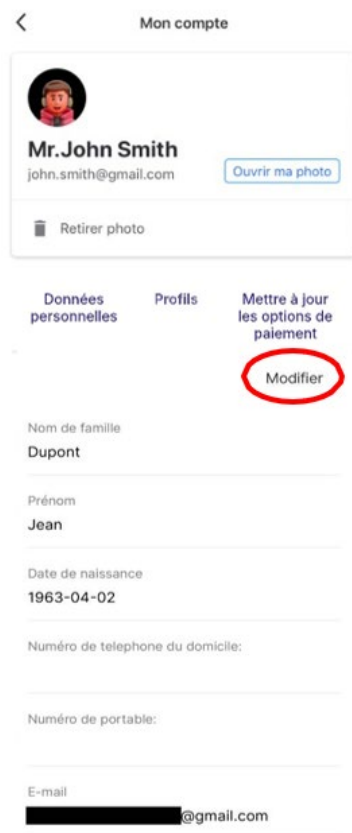 Mon compte
Mr.John Smith
john.smith@gmail.com
Ouvrir ma photo
Retirer photo
Données
personnelles
Profils
Mettre à jour
les options de
paiement
Modifier
Nom de famille
Dupont
Prénom
Jean
Date de naissance
1963-04-02
Numéro de telephone du domicile:
Numéro de portable:
E-mail
@gmail.com